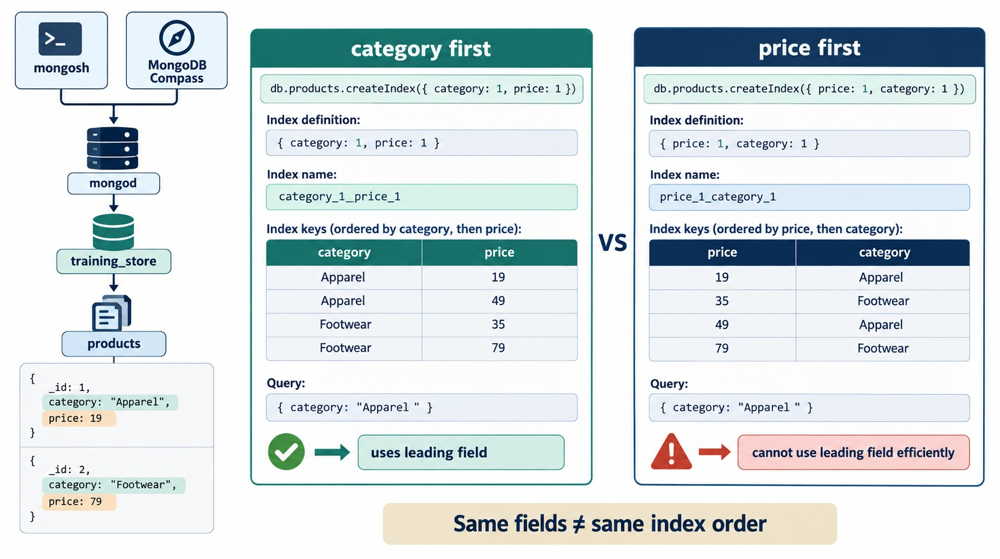 >_
mongosh
MongoDB
Compass
mongod
training_store
products
{
_id: 1,
category: "Apparel",
price: 19
}
{
_id: 2,
category: "Footwear",
price: 79
}
category first
db.products.createIndex({ category: 1, price: 1 })
Index definition:
{ category: 1, price: 1 }
Index name:
category_1_price_1
Index keys (ordered by category, then price):
category price
Apparel 19
Apparel 49
Footwear 35
Footwear 79
Query:
{ category: "Apparel " }
uses leading field
VS
price first
db.products.createIndex({ price: 1, category: 1 })
Index definition:
{ price: 1, category: 1 }
Index name:
price_1_category_1
Index keys (ordered by price, then category):
price category
19 Apparel
35 Footwear
49 Apparel
79 Footwear
Query:
{ category: "Apparel " }
cannot use leading field efficiently
Same fields ≠ same index order